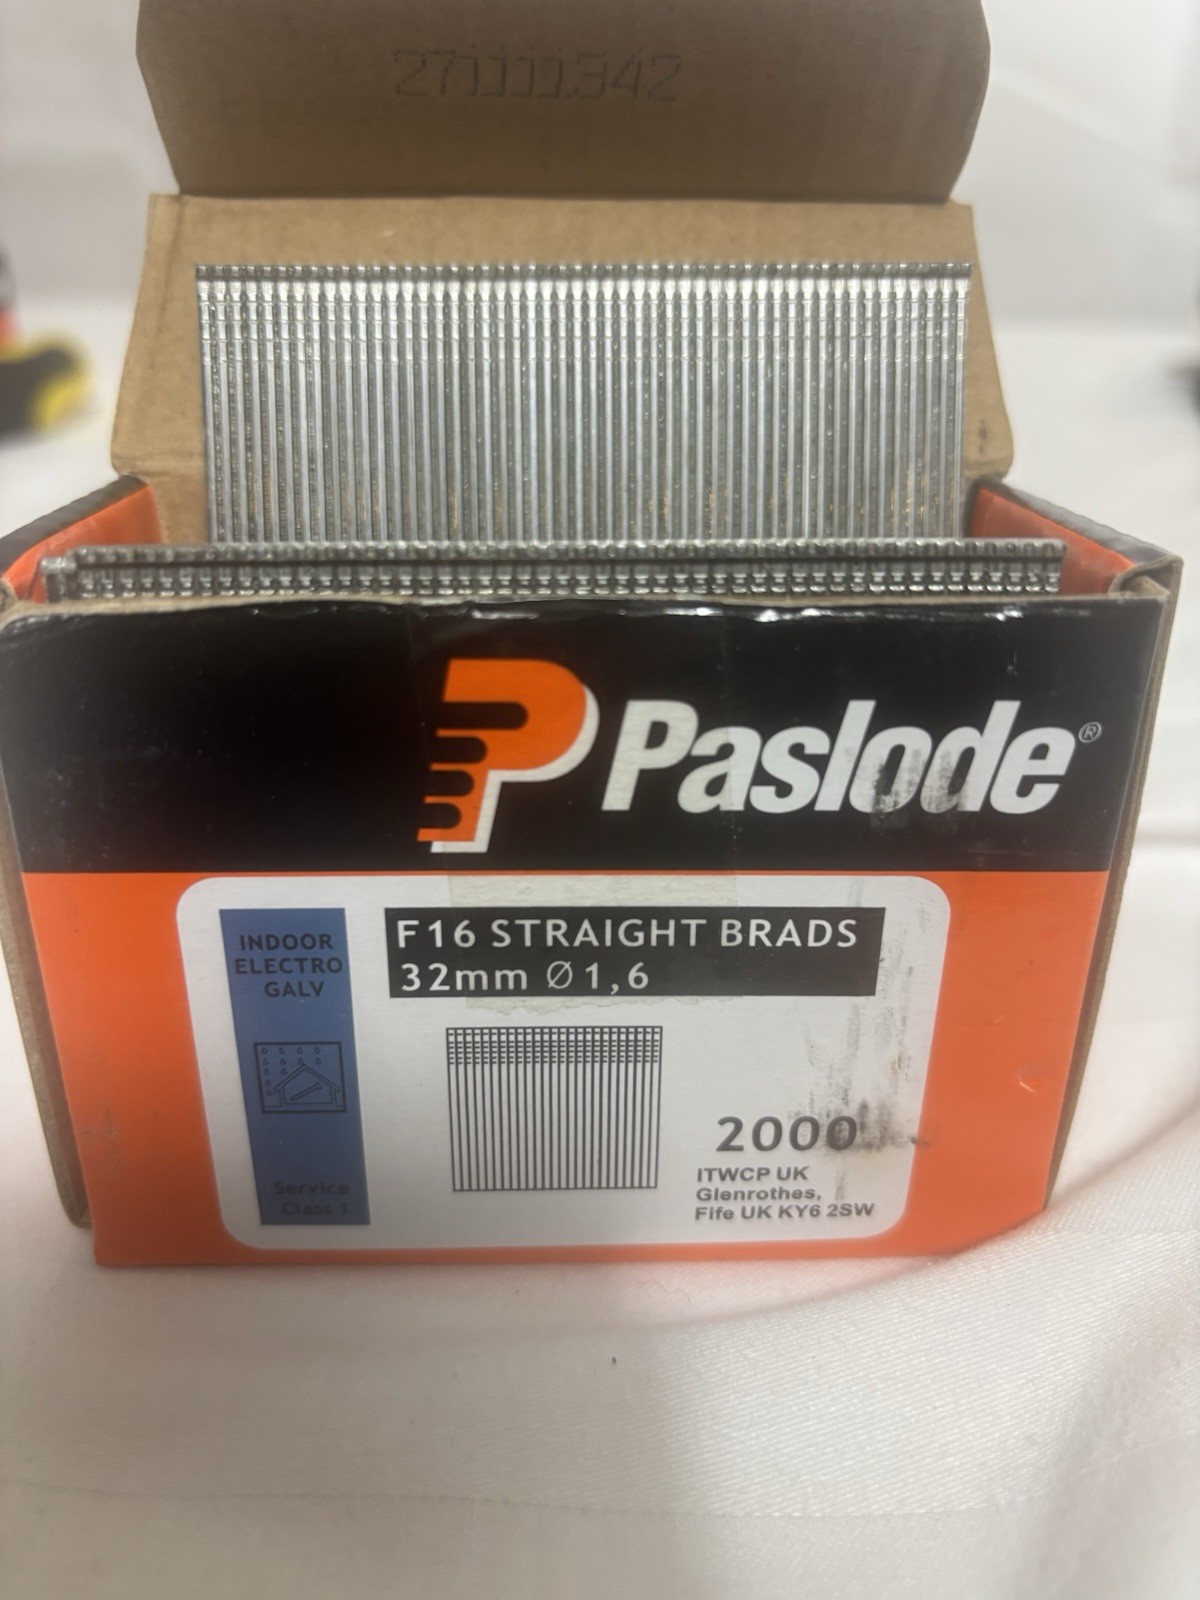 271111342
Paslode®
INDOOR
ELECTRO
GALV
F16 STRAIGHT BRADS
32mm Ø1,6
2000
ITWCP UK
Glenrothes,
Fife UK KY6 2SW
Service
Class 1